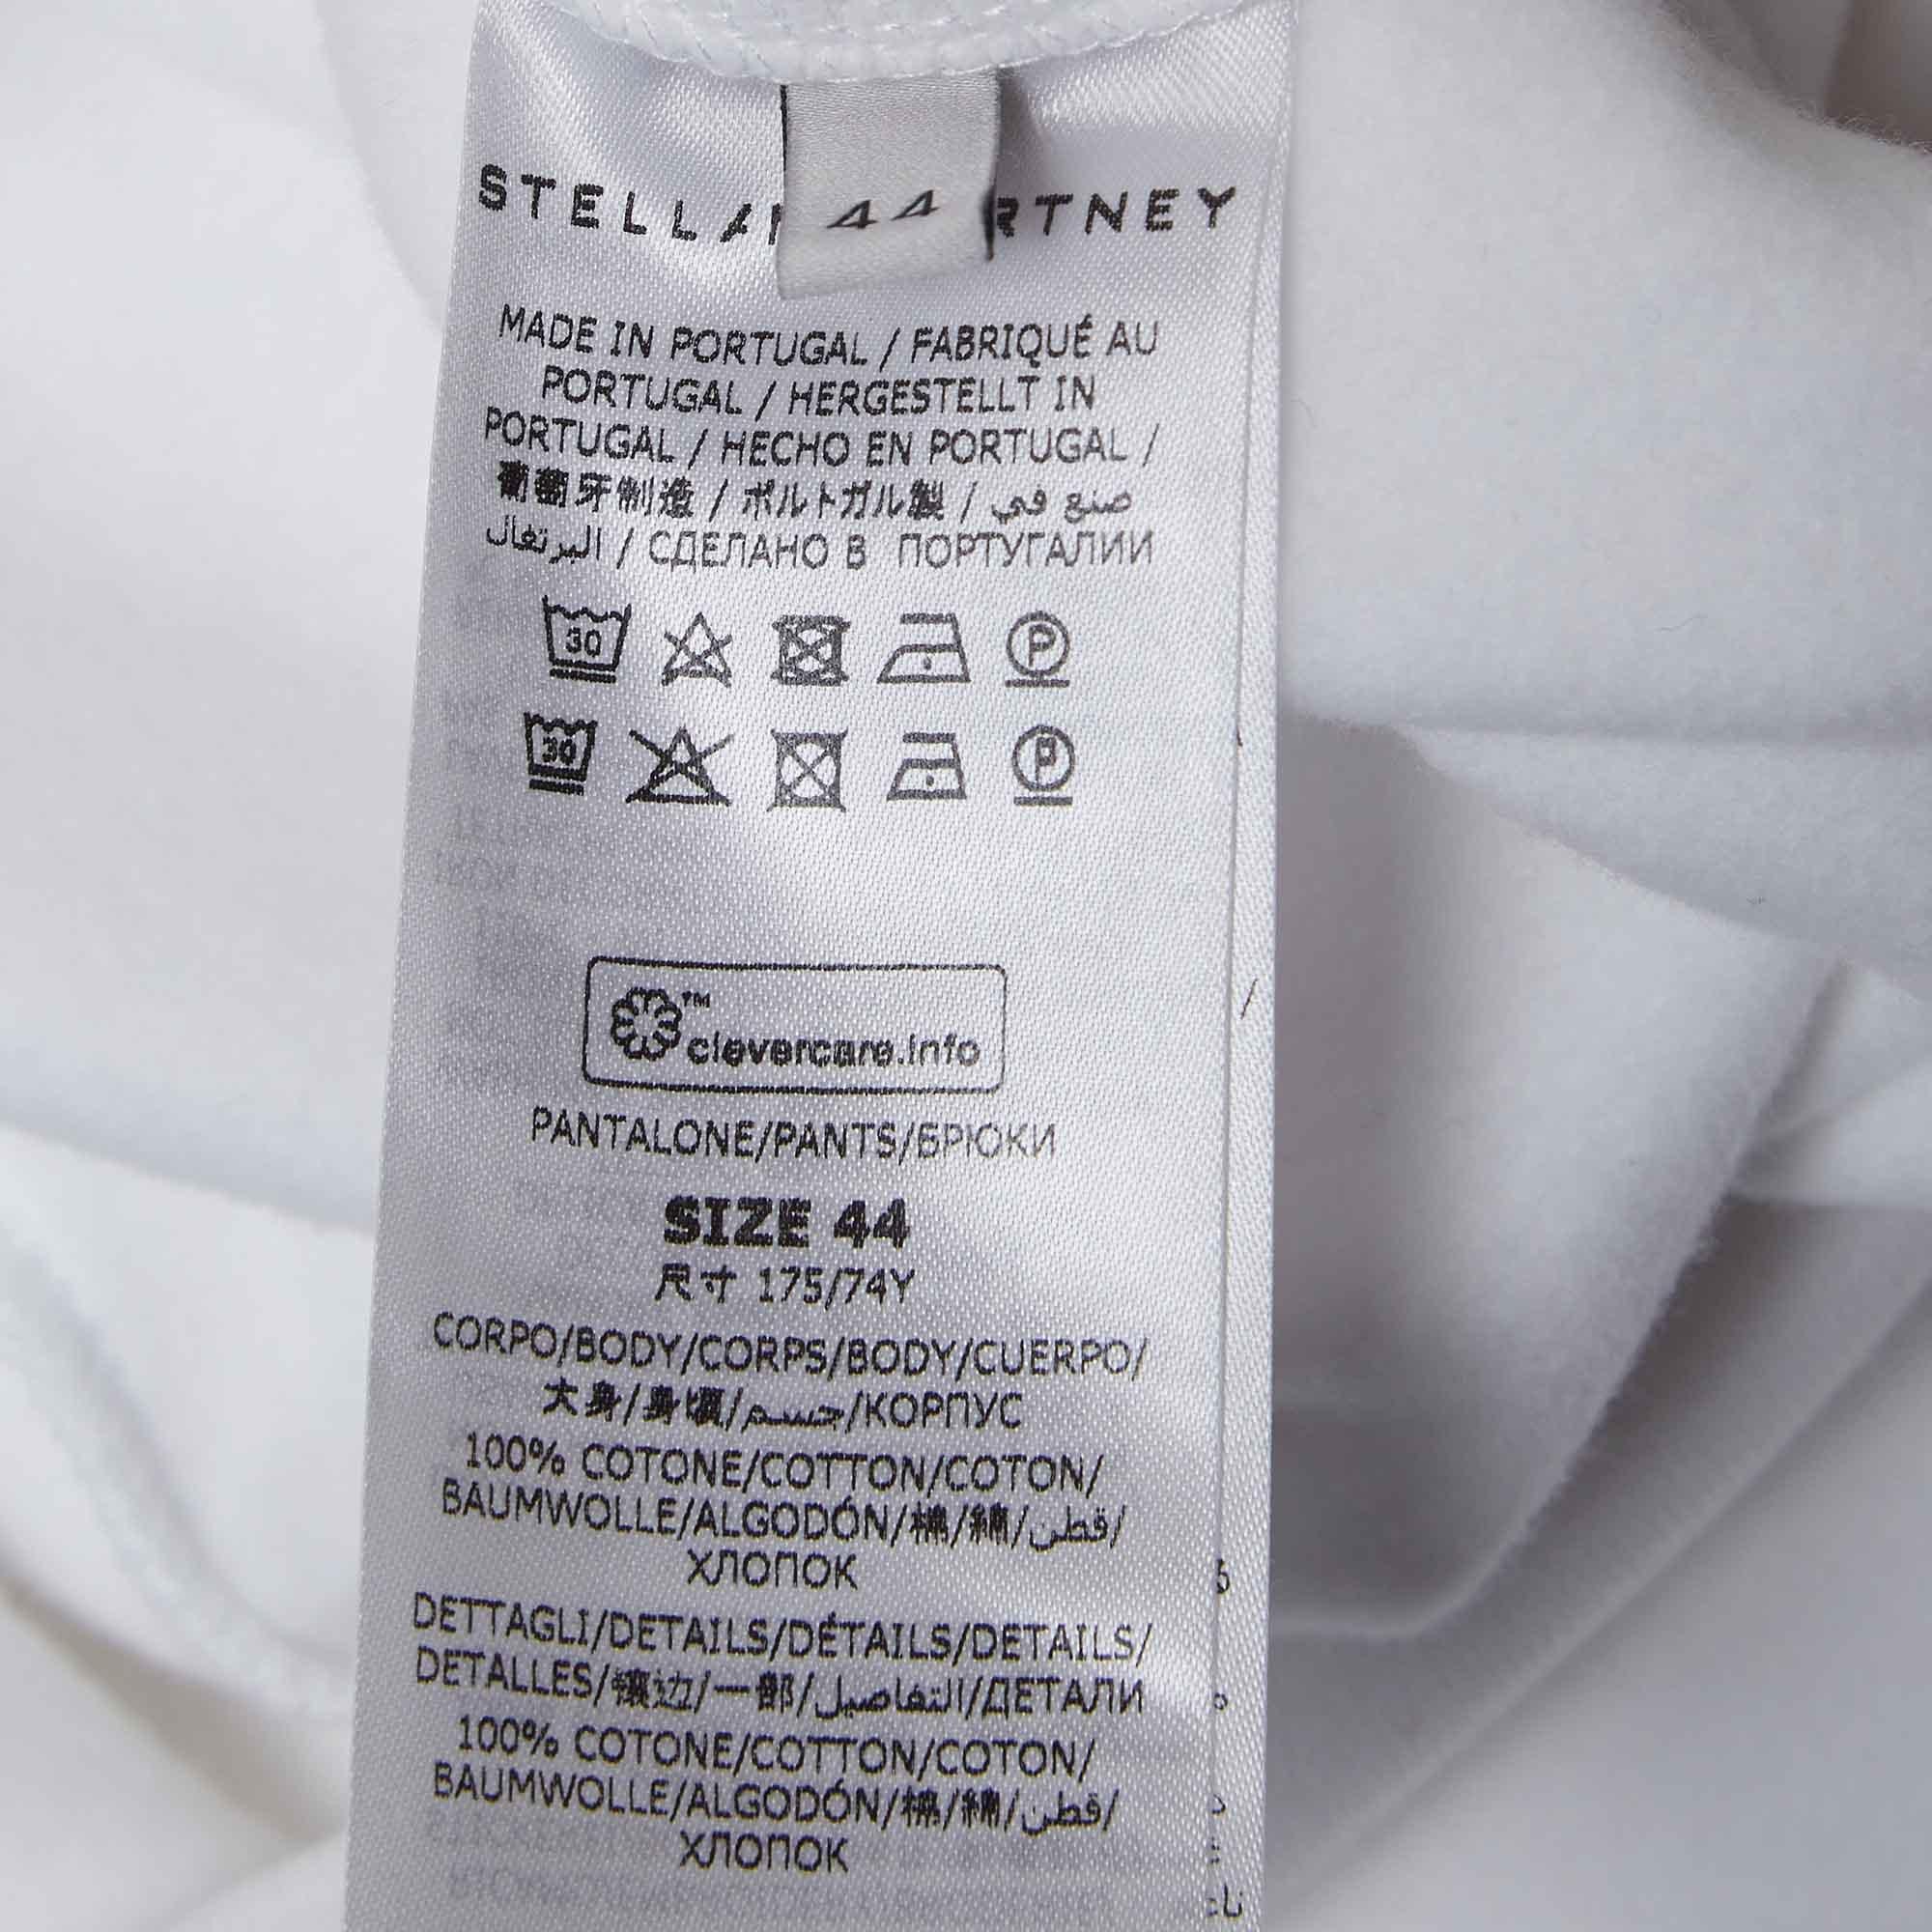 STELLA RTNEY
44
MADE IN PORTUGAL / FABRIQUÉ AU
PORTUGAL / HERGESTELLT IN
PORTUGAL / HECHO EN PORTUGAL /
葡萄牙制造 / ポルトガル製 / صنع في
البرتغال / СДЕЛАНО В ПОРТУГАЛИИ
30 P
30 P
™ clevercare.info
PANTALONE/PANTS/БРЮКИ
SIZE 44
尺寸 175/74Y
CORPO/BODY/CORPS/BODY/CUERPO/
大身/身頃/جسم/КОРПУС
100% COTONE/COTTON/COTON/
BAUMWOLLE/ALGODÓN/棉/綿/قطن/
ХЛОПОК
DETTAGLI/DETAILS/DÉTAILS/DETAILS/
DETALLES/镶边/一部/التفاصيل/ДЕТАЛИ
100% COTONE/COTTON/COTON/
BAUMWOLLE/ALGODÓN/棉/綿/قطن/
ХЛОПОК